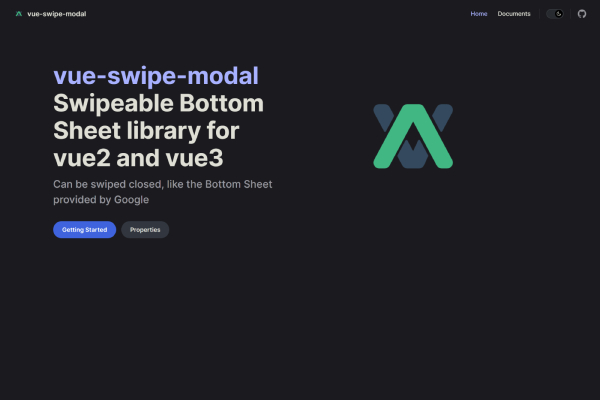 vue-swipe-modal
Home
Documents
vue-swipe-modal
Swipeable Bottom
Sheet library for
vue2 and vue3
Can be swiped closed, like the Bottom Sheet
provided by Google
Getting Started
Properties